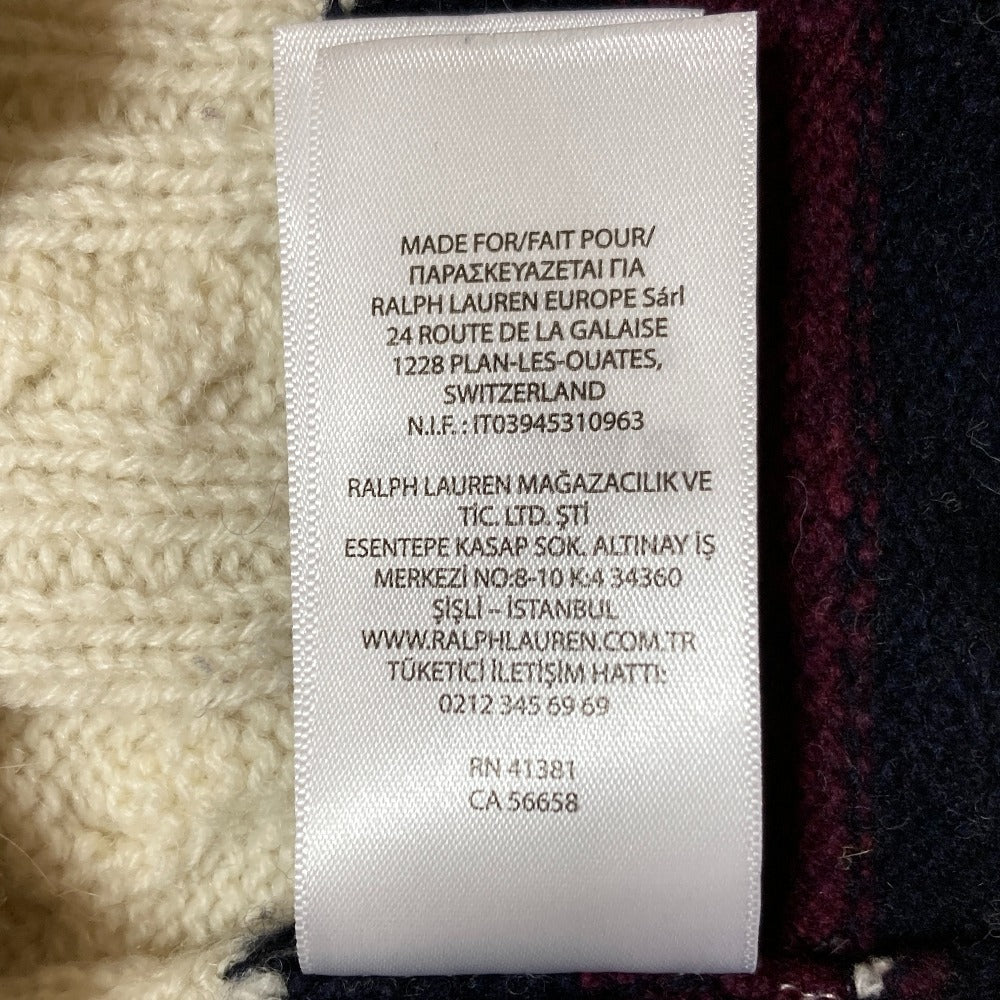 MADE FOR/FAIT POUR/
ΠΑΡΑΣΚΕΥΑΖΕΤΑΙ ΓΙΑ
RALPH LAUREN EUROPE Sárl
24 ROUTE DE LA GALAISE
1228 PLAN-LES-OUATES,
SWITZERLAND
N.I.F. : IT03945310963
RALPH LAUREN MAĞAZACILIK VE
TIC. LTD. ŞTİ
ESENTEPE KASAP SOK. ALTINAY İŞ
MERKEZİ NO:8-10 K:4 34360
ŞİŞLİ – İSTANBUL
WWW.RALPHLAUREN.COM.TR
TÜKETİCİ İLETİŞİM HATTI:
0212 345 69 69
RN 41381
CA 56658